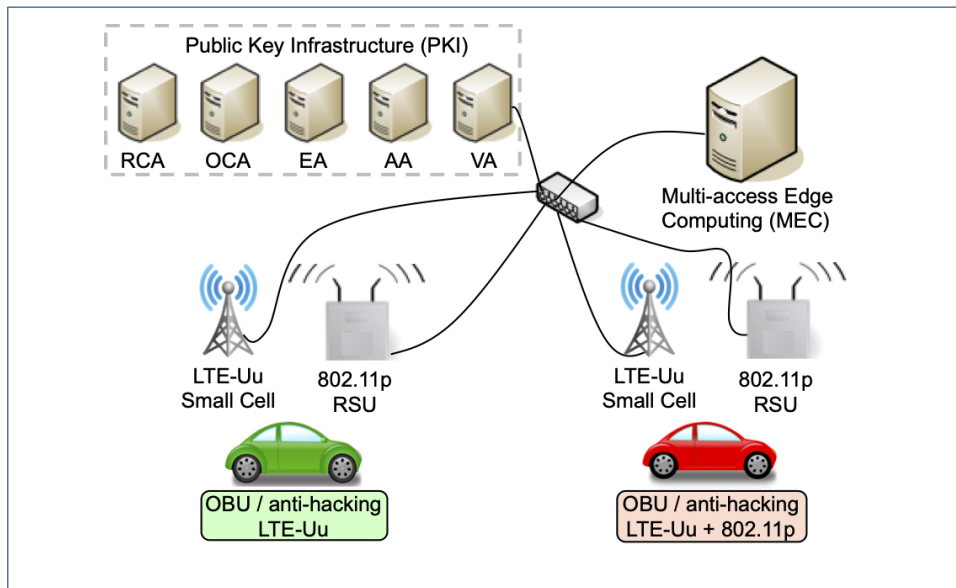 Public Key Infrastructure (PKI)
RCA
OCA
EA
AA
VA
Multi-access Edge
Computing (MEC)
LTE-Uu
Small Cell
802.11p
RSU
LTE-Uu
Small Cell
802.11p
RSU
OBU / anti-hacking
LTE-Uu
OBU / anti-hacking
LTE-Uu + 802.11p